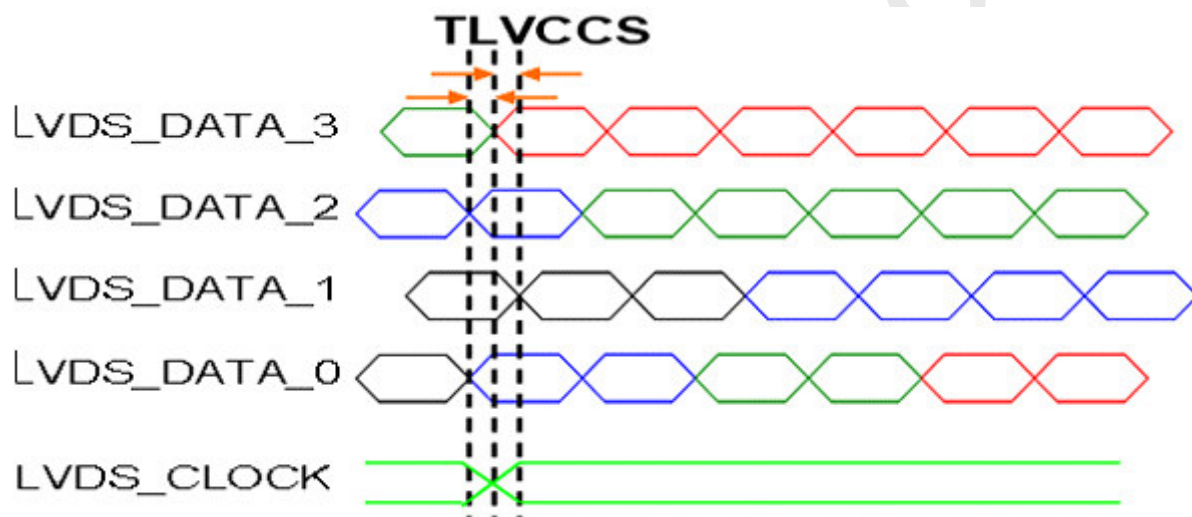 TLVCCS
LVDS_DATA_3
LVDS_DATA_2
LVDS_DATA_1
LVDS_DATA_0
LVDS_CLOCK